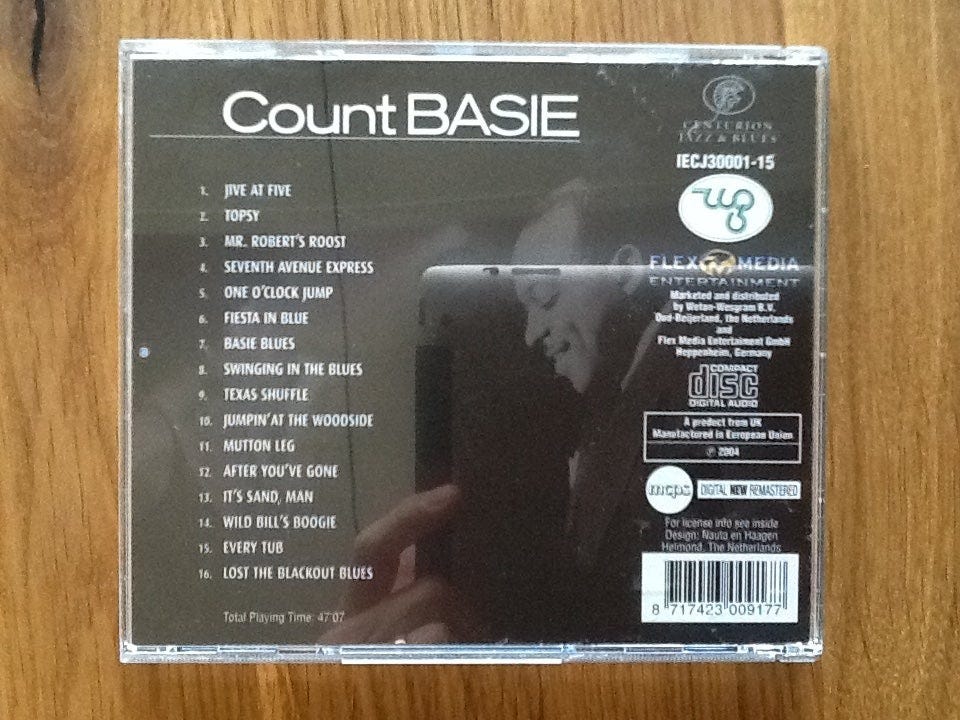 Count BASIE
1. JIVE AT FIVE
2. TOPSY
3. MR. ROBERT'S ROOST
4. SEVENTH AVENUE EXPRESS
5. ONE O'CLOCK JUMP
6. FIESTA IN BLUE
7. BASIE BLUES
8. SWINGING IN THE BLUES
9. TEXAS SHUFFLE
10. JUMPIN' AT THE WOODSIDE
11. MUTTON LEG
12. AFTER YOU'VE GONE
13. IT'S SAND, MAN
14. WILD BILL'S BOOGIE
15. EVERY TUB
16. LOST THE BLACKOUT BLUES
Total Playing Time: 47'07
CENTURION
JAZZ & BLUES
IECJ30001-15
FLEX MEDIA
ENTERTAINMENT
Marketed and distributed
by Weton-Wesgram B.V.
Oud-Beijerland, The Netherlands
and
Flex Media Entertaiment GmbH
Heppenheim, Germany
COMPACT
disc
DIGITAL AUDIO
A product from UK
Manufactured in European Union
℗ 2004
mcps
DIGITAL NEW REMASTERED
For license info see inside
Design: Nauta en Haagen
Helmond, The Netherlands
8 717423 009177